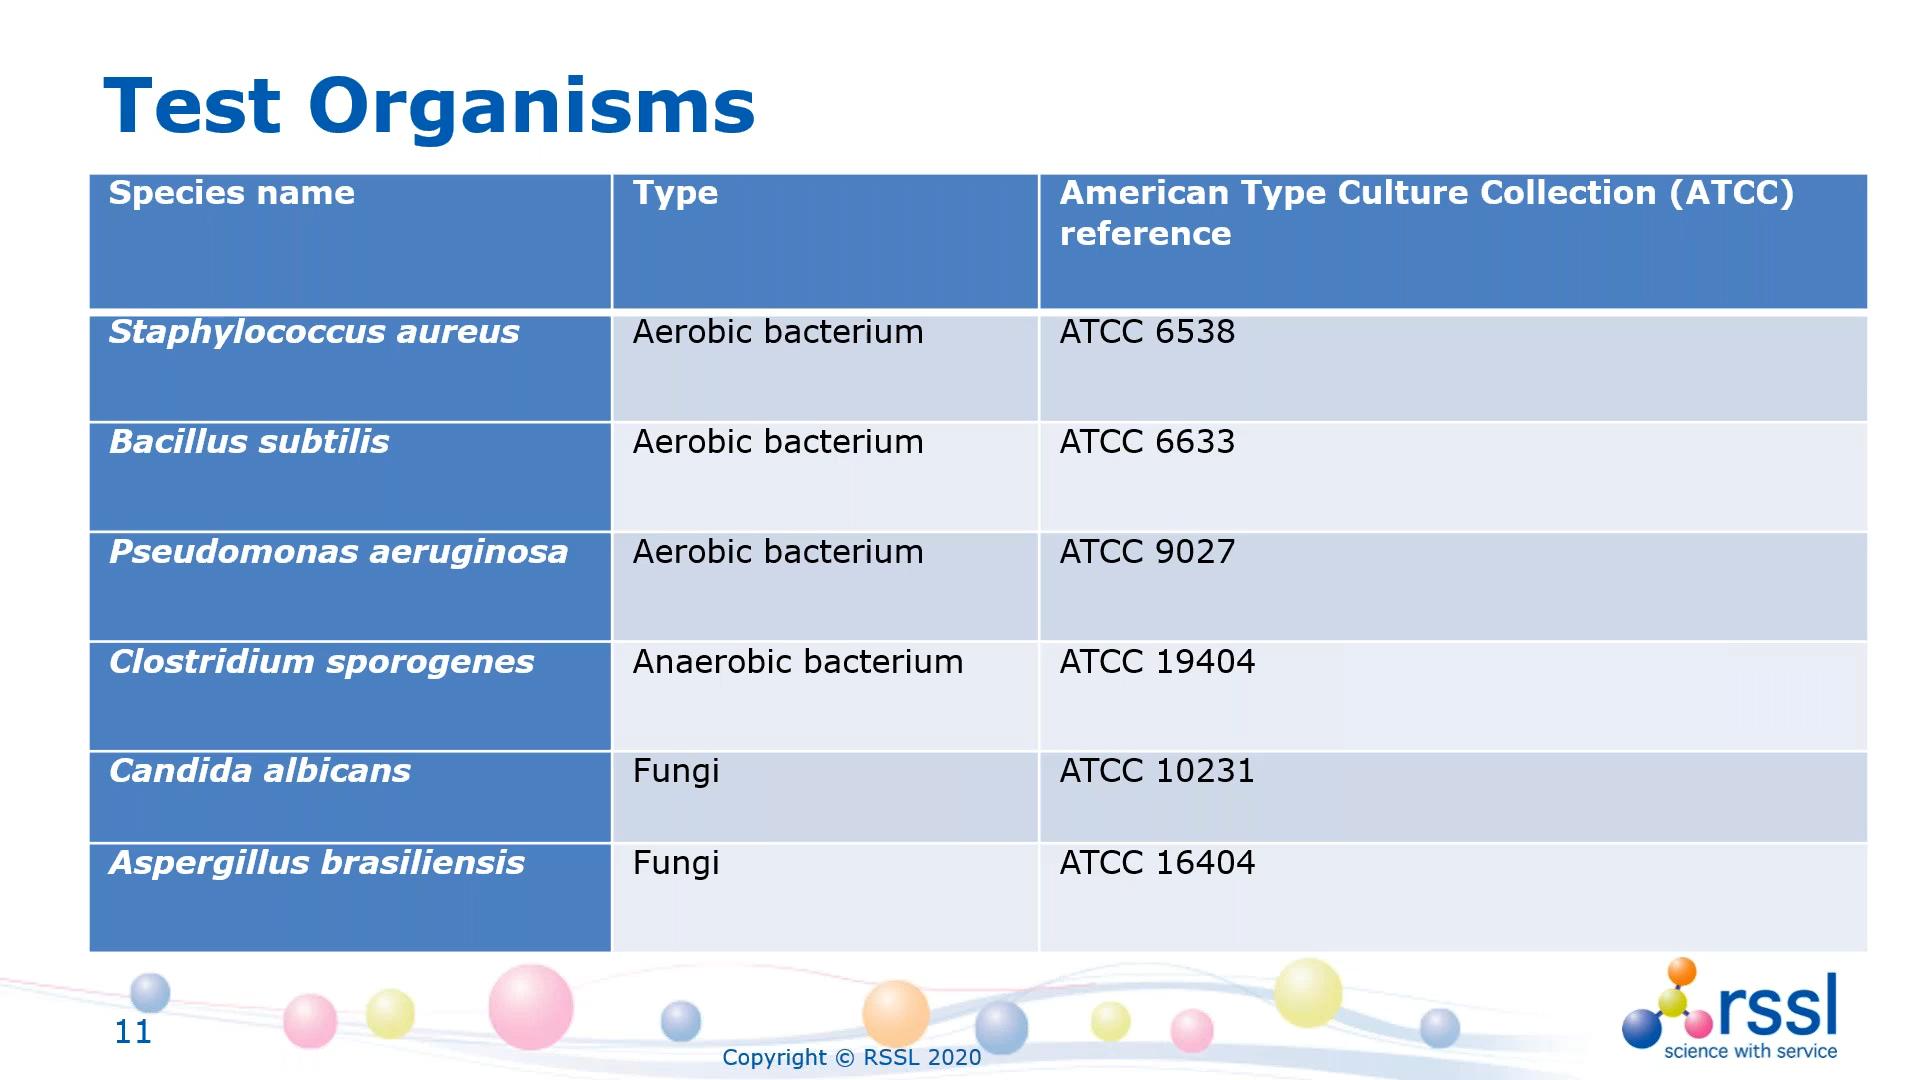 Test Organisms
Species name
Type
American Type Culture Collection (ATCC)
reference
Staphylococcus aureus
Aerobic bacterium
ATCC 6538
Bacillus subtilis
Aerobic bacterium
ATCC 6633
Pseudomonas aeruginosa
Aerobic bacterium
ATCC 9027
Clostridium sporogenes
Anaerobic bacterium
ATCC 19404
Candida albicans
Fungi
ATCC 10231
Aspergillus brasiliensis
Fungi
ATCC 16404
11
Copyright © RSSL 2020
rssl
science with service